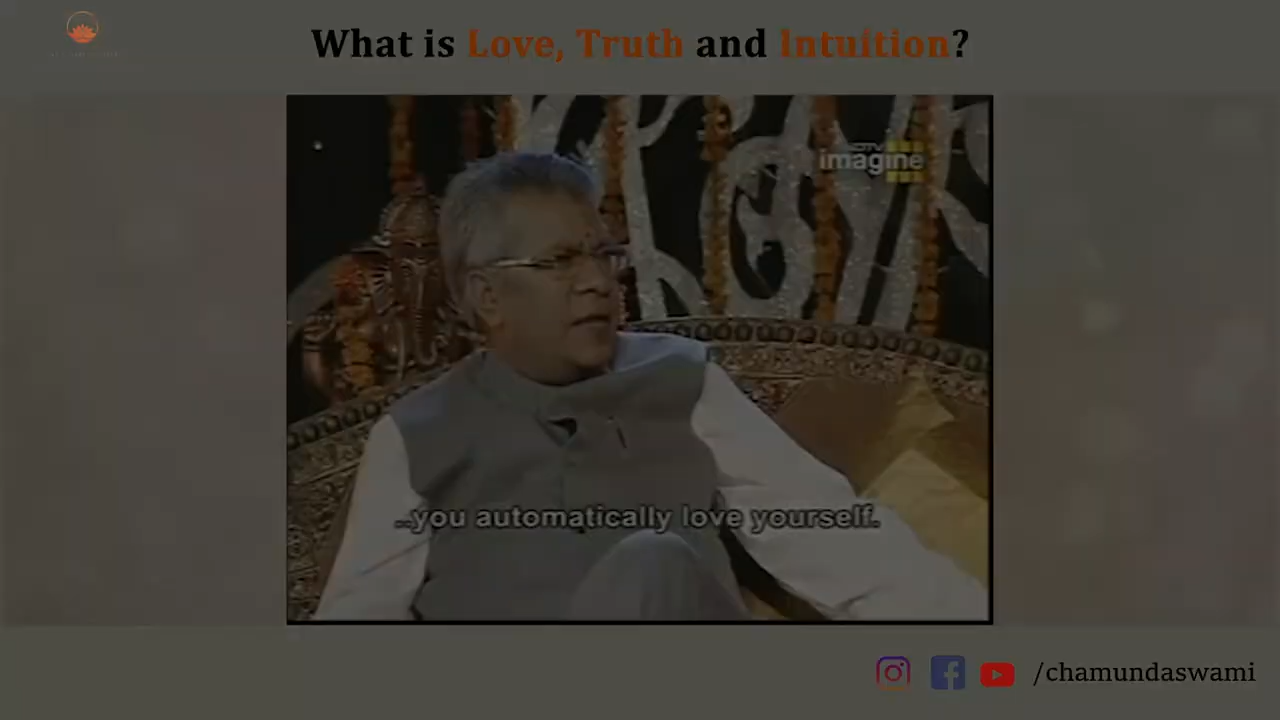 What is Love, Truth and Intuition?
imagine
..you automatically love yourself.
/chamundaswami